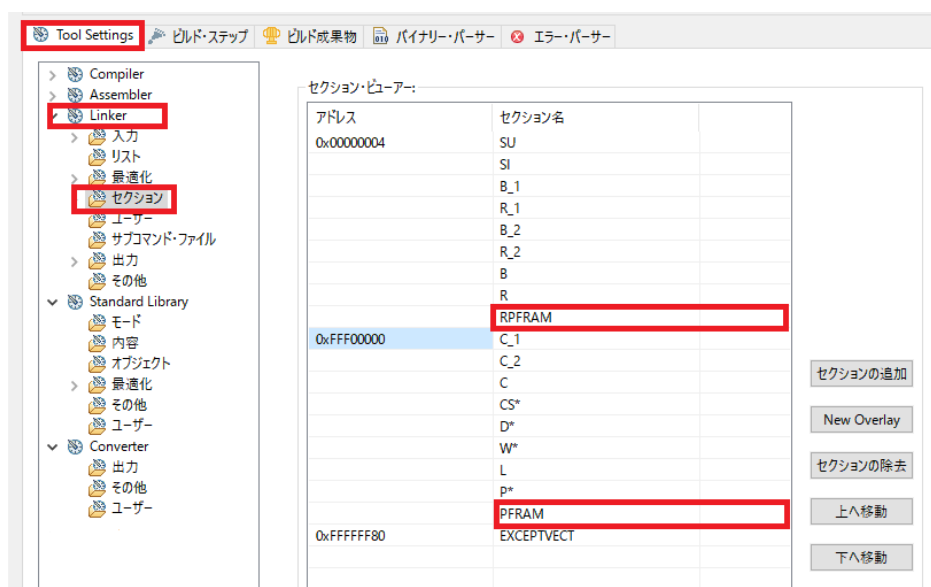 Tool Settings ビルド・ステップ ビルド成果物 バイナリー・パーサー エラー・パーサー
Compiler
Assembler
Linker
入力
リスト
最適化
セクション
ユーザー
サブコマンド・ファイル
出力
その他
Standard Library
モード
内容
オブジェクト
最適化
その他
ユーザー
Converter
出力
その他
ユーザー
セクション・ビューアー:
アドレス セクション名
0x00000004 SU
SI
B_1
R_1
B_2
R_2
B
R
RPFRAM
0xFFF00000 C_1
C_2
C
CS*
D*
W*
L
P*
PFRAM
0xFFFFFF80 EXCEPTVECT
セクションの追加
New Overlay
セクションの除去
上へ移動
下へ移動